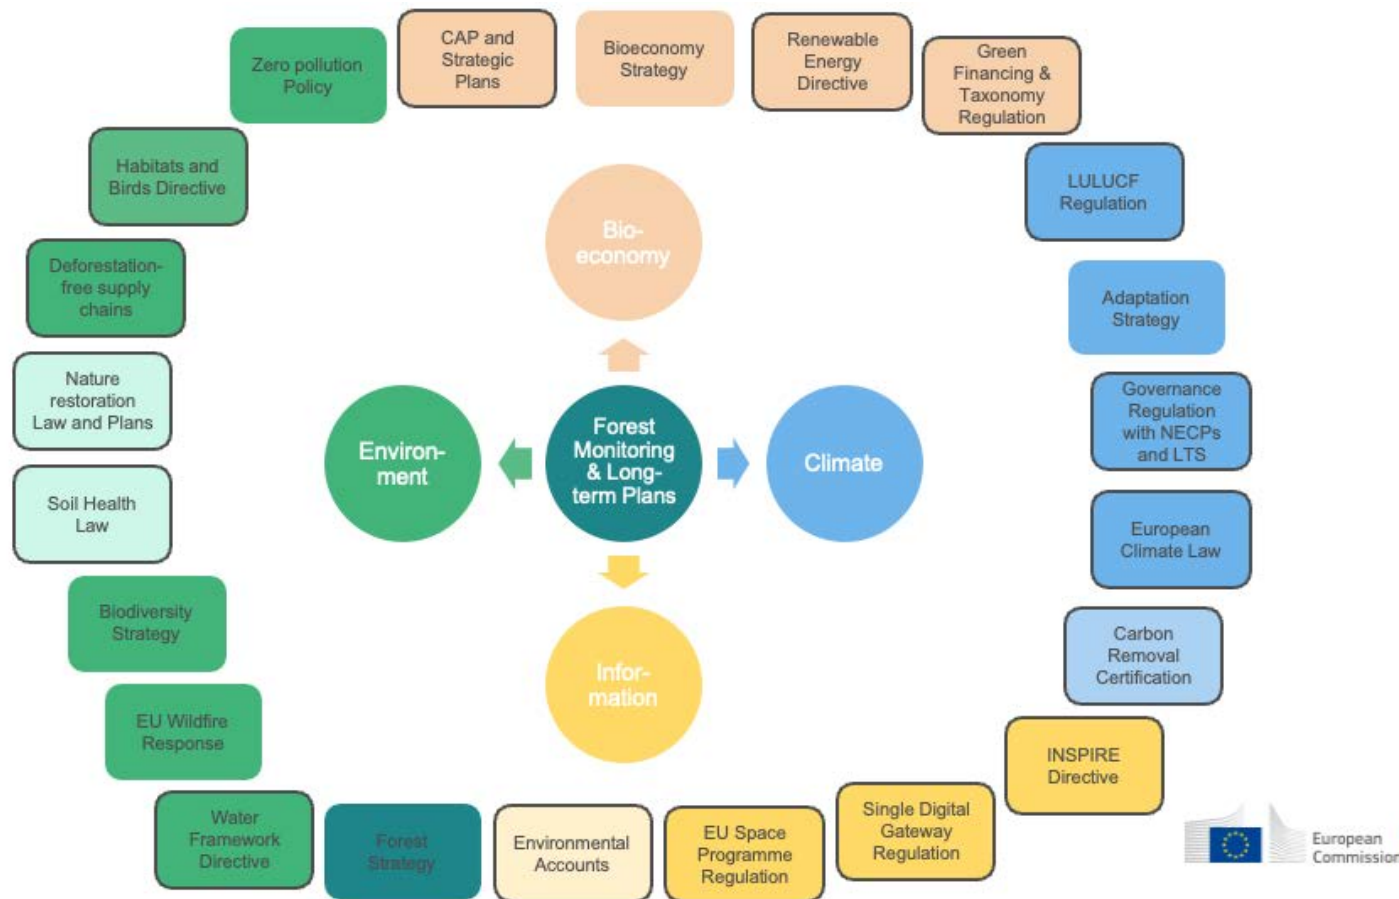 Zero pollution
Policy
CAP and
Strategic
Plans
Bioeconomy
Strategy
Renewable
Energy
Directive
Green
Financing &
Taxonomy
Regulation
Habitats and
Birds Directive
LULUCF
Regulation
Bio-
economy
Deforestation-
free supply
chains
Adaptation
Strategy
Nature
restoration
Law and Plans
Environ-
ment
Forest
Monitoring
& Long-
term Plans
Climate
Governance
Regulation
with NECPs
and LTS
Soil Health
Law
European
Climate Law
Biodiversity
Strategy
Infor-
mation
Carbon
Removal
Certification
EU Wildfire
Response
INSPIRE
Directive
Water
Framework
Directive
Forest
Strategy
Environmental
Accounts
EU Space
Programme
Regulation
Single Digital
Gateway
Regulation
European
Commission